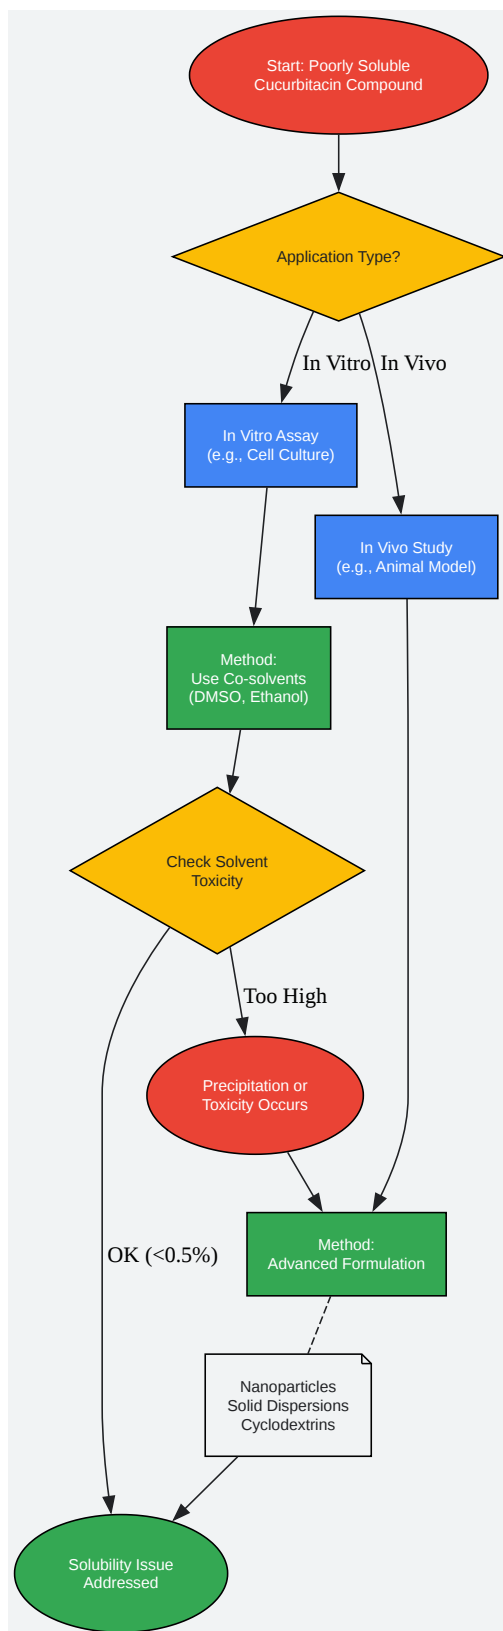 Start: Poorly Soluble
Cucurbitacin Compound
Application Type?
In Vitro
In Vivo
In Vitro Assay
(e.g., Cell Culture)
In Vivo Study
(e.g., Animal Model)
Method:
Use Co-solvents
(DMSO, Ethanol)
Check Solvent
Toxicity
Too High
Precipitation or
Toxicity Occurs
Method:
Advanced Formulation
OK (<0.5%)
Nanoparticles
Solid Dispersions
Cyclodextrins
Solubility Issue
Addressed